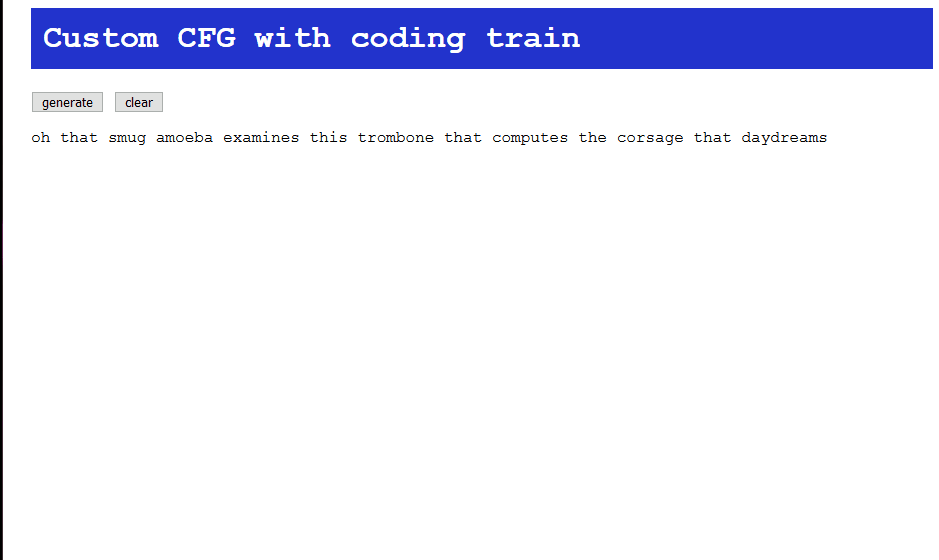 Custom CFG with coding train
generate clear
oh that smug amoeba examines this trombone that computes the corsage that daydreams